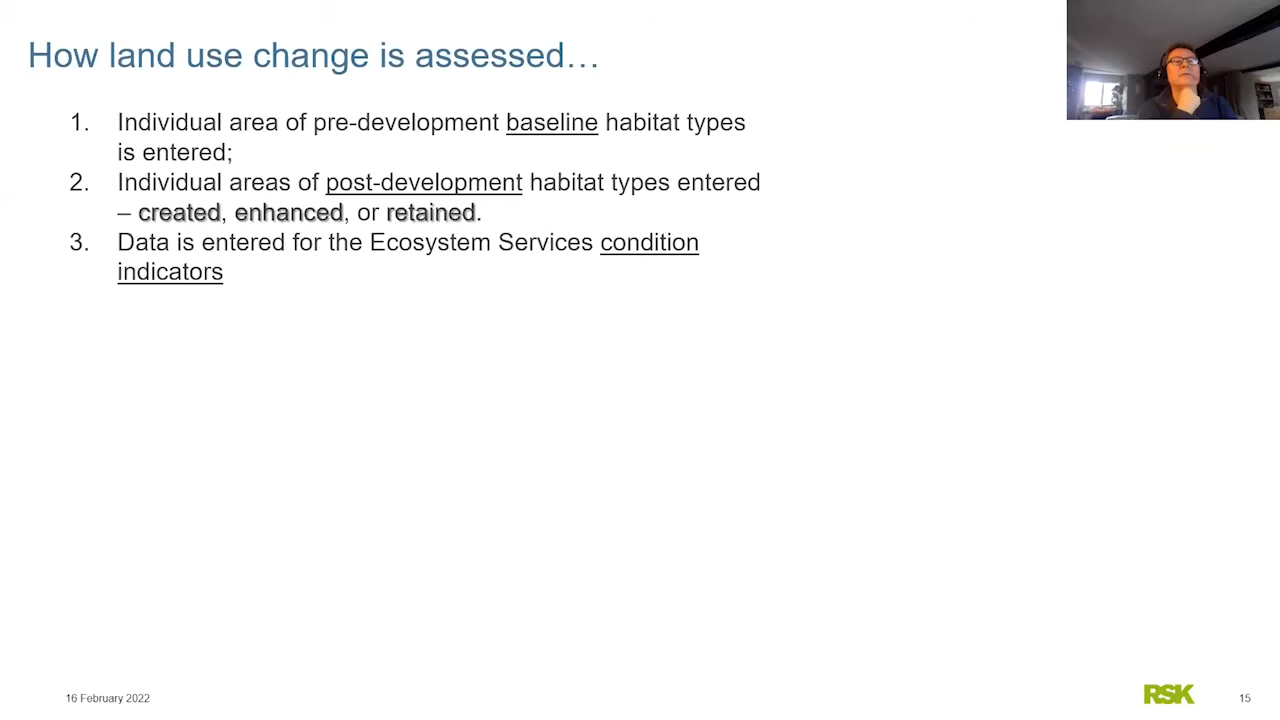 How land use change is assessed…
1. Individual area of pre-development baseline habitat types
is entered;
2. Individual areas of post-development habitat types entered
– created, enhanced, or retained.
3. Data is entered for the Ecosystem Services condition
indicators
16 February 2022
RSK
15